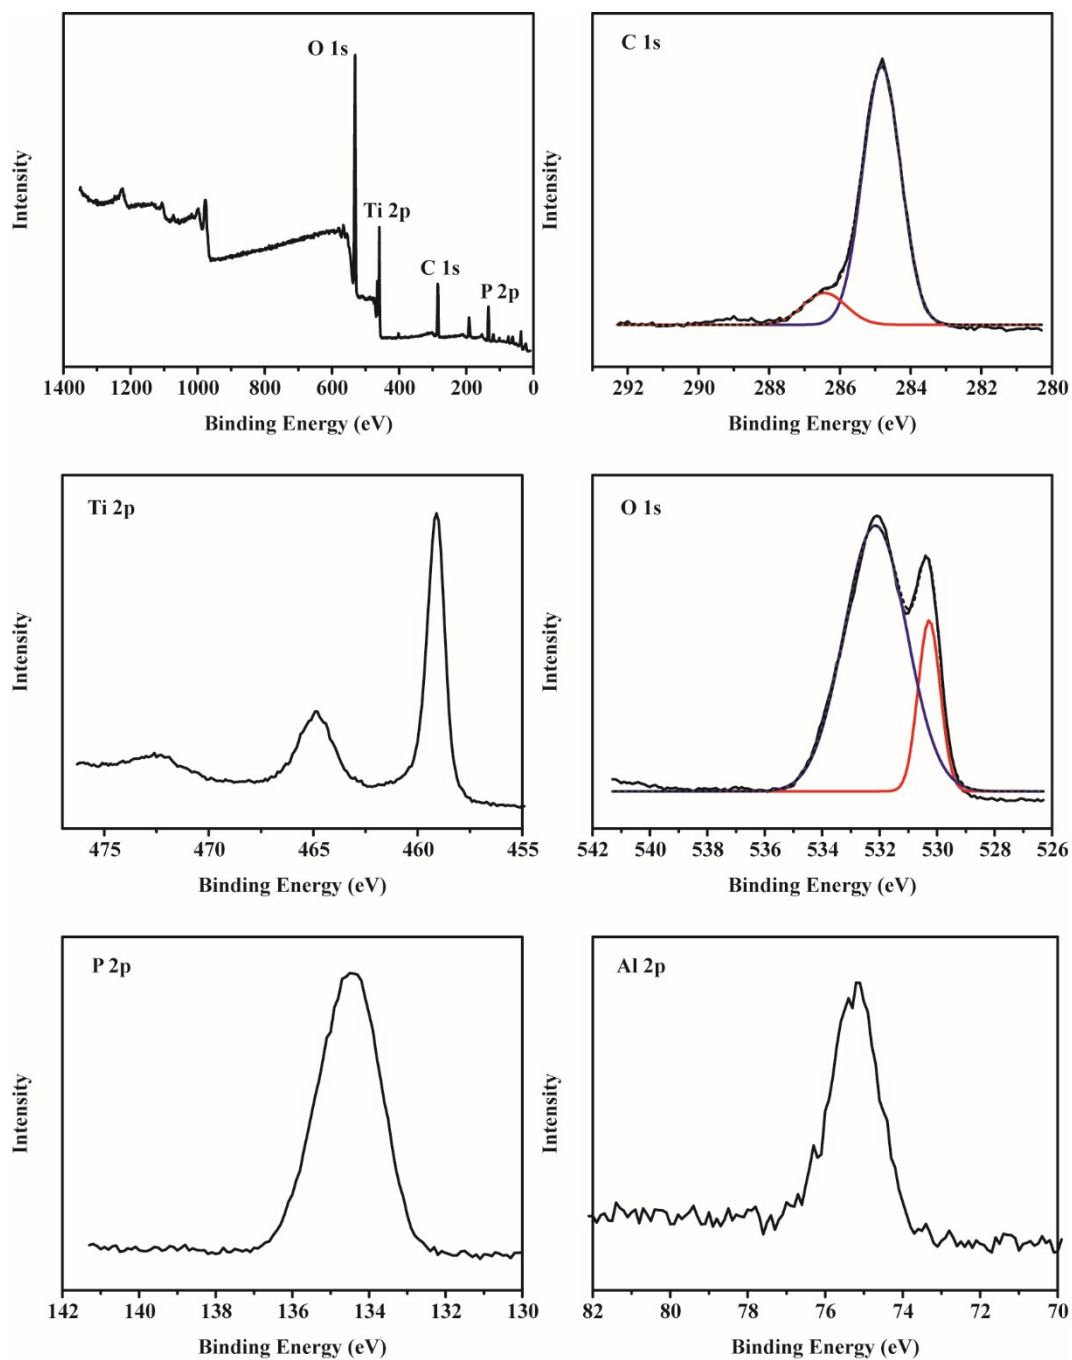 O 1s
Ti 2p
C 1s
P 2p
Intensity
1400 1200 1000 800 600 400 200 0
Binding Energy (eV)
C 1s
Intensity
292 290 288 286 284 282 280
Binding Energy (eV)
Ti 2p
Intensity
475 470 465 460 455
Binding Energy (eV)
O 1s
Intensity
542 540 538 536 534 532 530 528 526
Binding Energy (eV)
P 2p
Intensity
142 140 138 136 134 132 130
Binding Energy (eV)
Al 2p
Intensity
82 80 78 76 74 72 70
Binding Energy (eV)